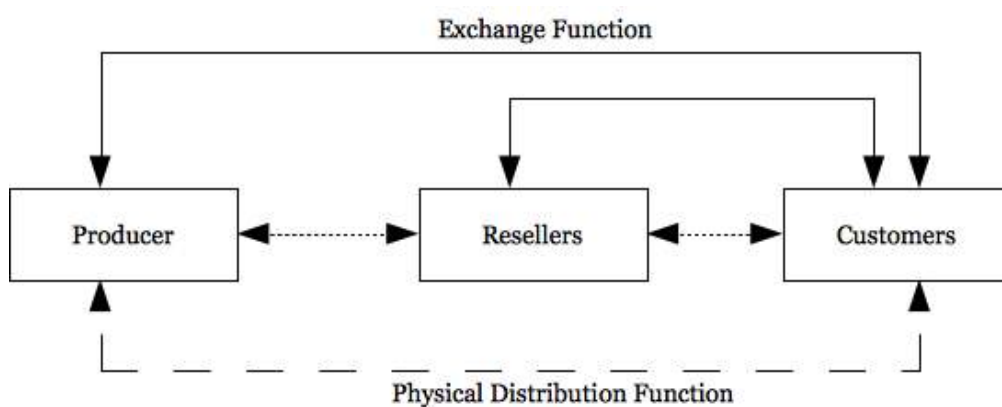 Exchange Function
Producer
Resellers
Customers
Physical Distribution Function